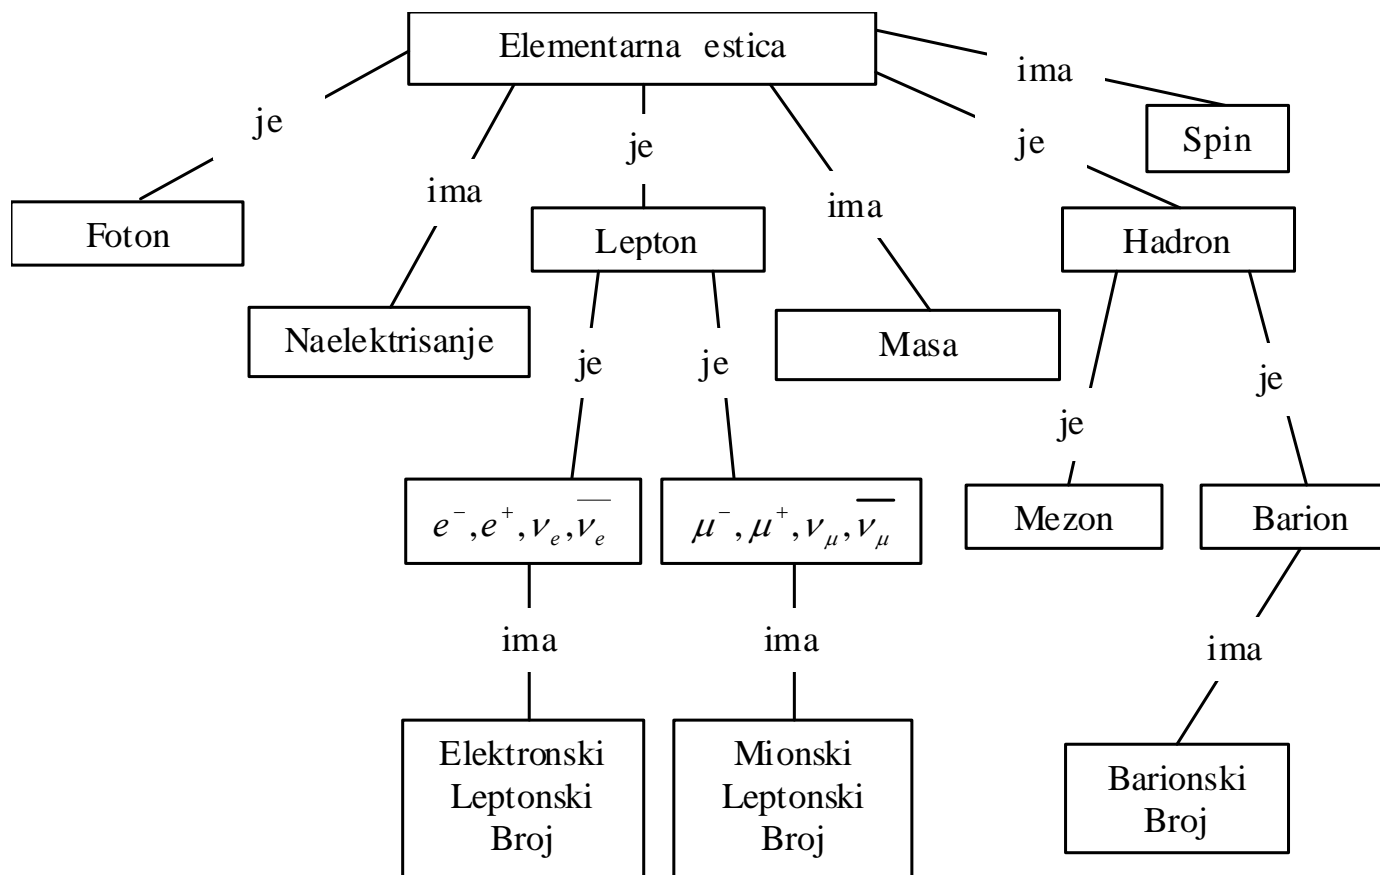 Elementarna estica
ima
je
Spin
je
je
ima
ima
Foton
Lepton
Hadron
Naelektrisanje
Masa
je
je
je
je
e⁻, e⁺, νₑ, ν̅ₑ
μ⁻, μ⁺, ν_μ, ν̅_μ
Mezon
Barion
ima
ima
ima
Elektronski
Leptonski
Broj
Mionski
Leptonski
Broj
Barionski
Broj